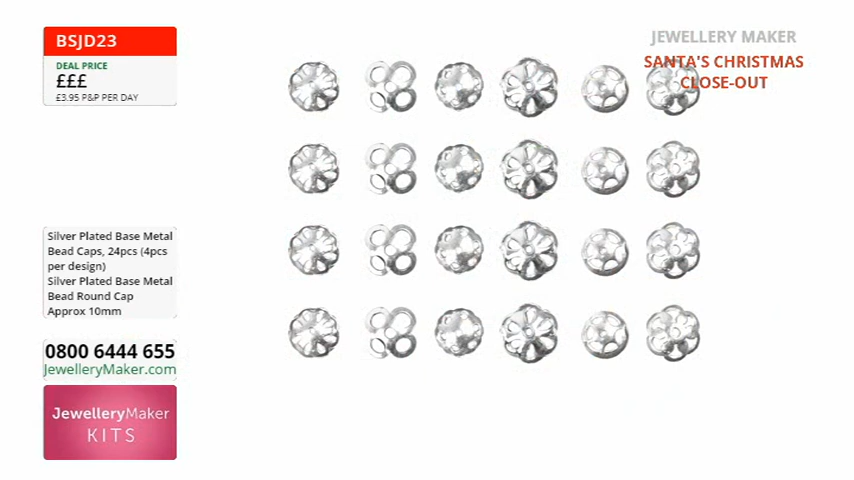 BSJD23
DEAL PRICE
£££
£3.95 P&P PER DAY
JEWELLERY MAKER
SANTA'S CHRISTMAS
CLOSE-OUT
Silver Plated Base Metal
Bead Caps, 24pcs (4pcs
per design)
Silver Plated Base Metal
Bead Round Cap
Approx 10mm
0800 6444 655
JewelleryMaker.com
JewelleryMaker
KITS